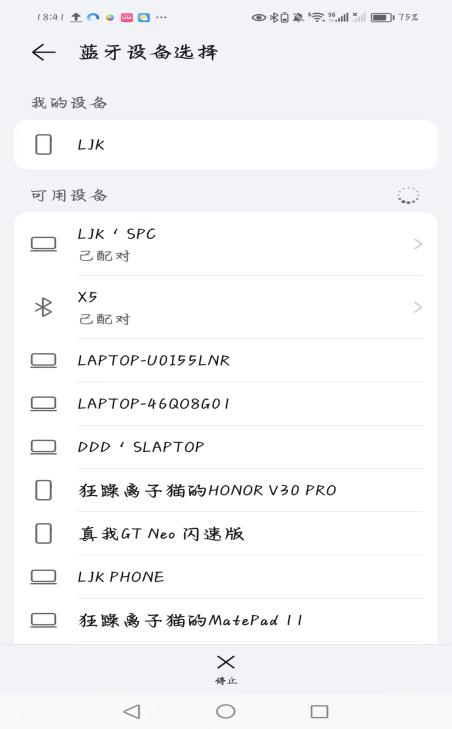 18:41 75%
蓝牙设备选择
我的设备
LJK
可用设备
LJK ‘ SPC
已配对
X5
已配对
LAPTOP-U0155LNR
LAPTOP-46QO8G01
DDD ‘ SLAPTOP
狂躁离子猫的HONOR V30 PRO
真我GT Neo 闪速版
LJK PHONE
狂躁离子猫的MatePad 11
停止